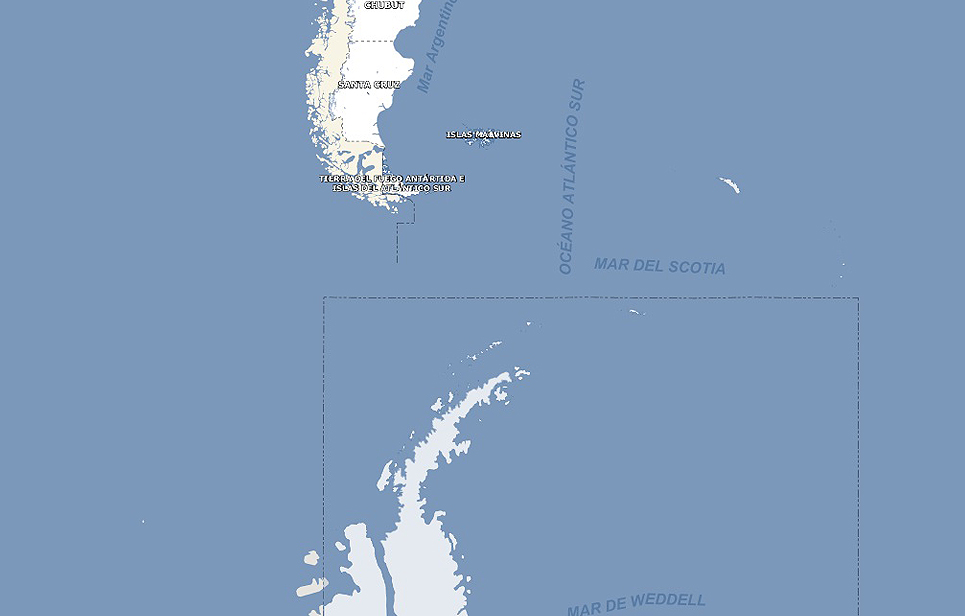 CHUBUT
Mar Argentino
SANTA CRUZ
ISLAS MALVINAS
TIERRA DEL FUEGO ANTÁRTIDA E
ISLAS DEL ATLÁNTICO SUR
OCÉANO ATLÁNTICO SUR
MAR DEL SCOTIA
MAR DE WEDDELL